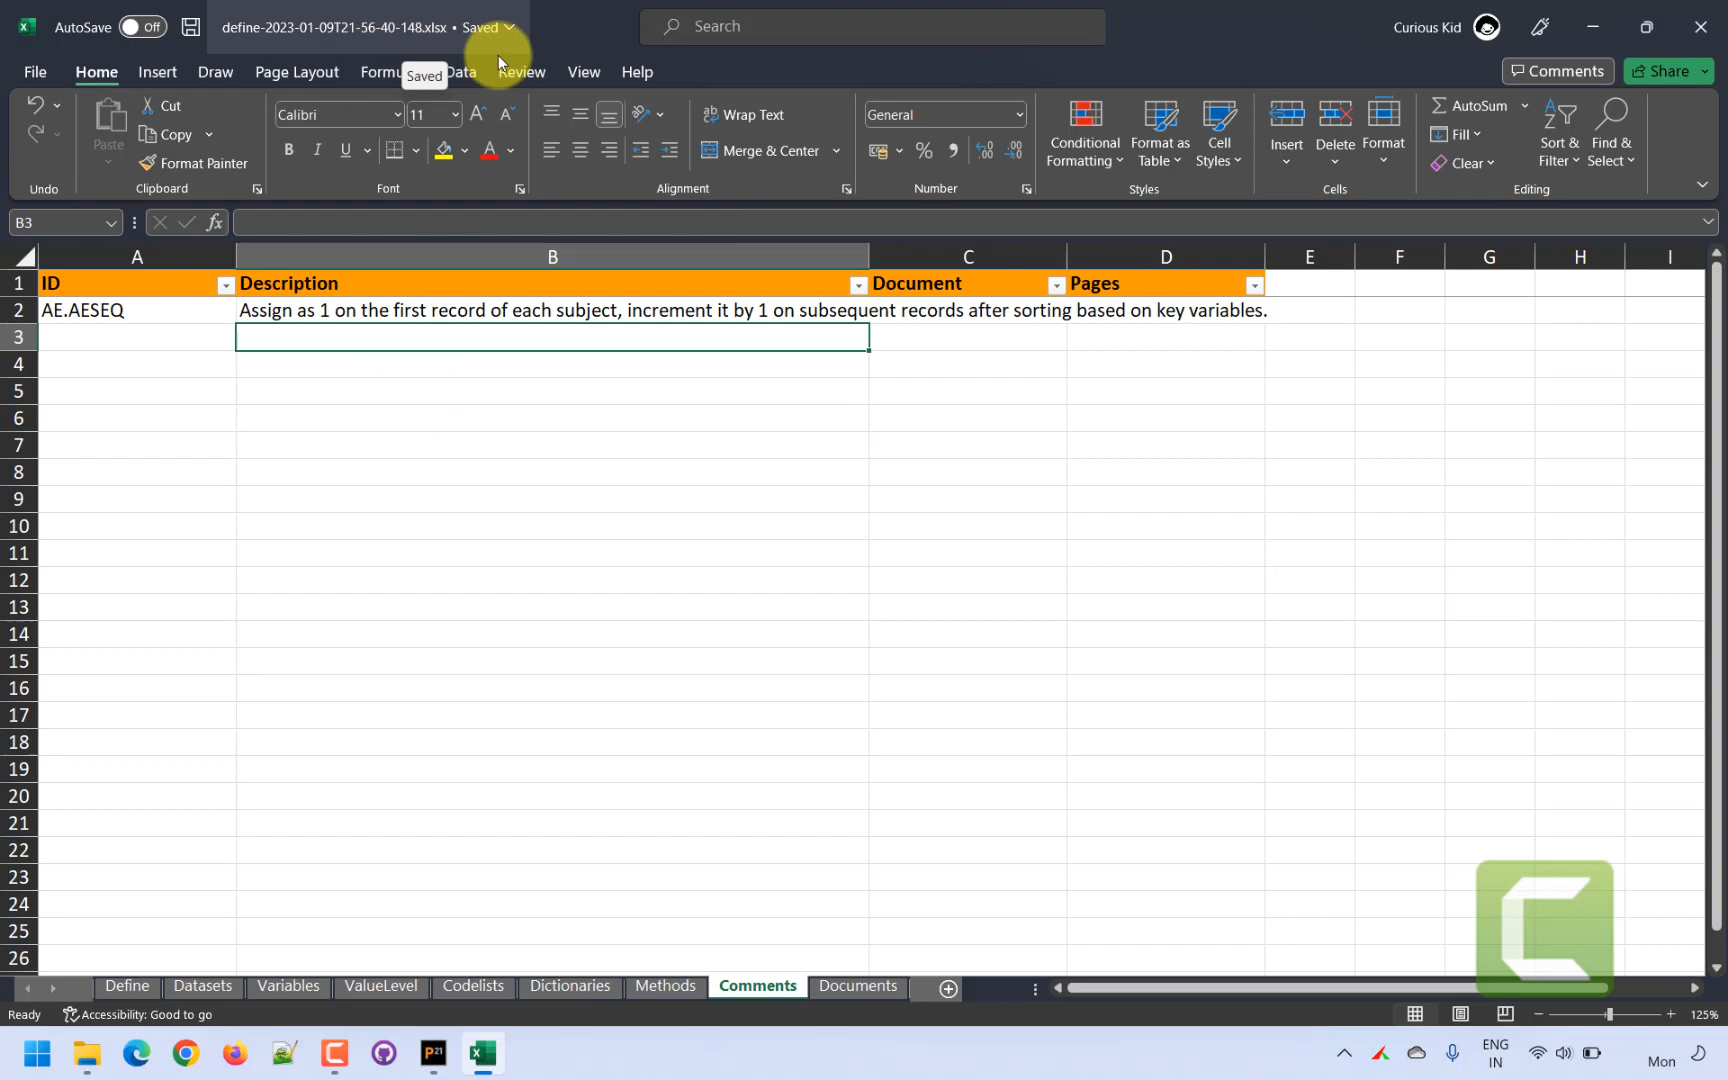 AutoSave Off define-2023-01-09T21-56-40-148.xlsx • Saved Search Curious Kid
File Home Insert Draw Page Layout Formu Saved Data Review View Help Comments Share
Cut
Copy
Format Painter
Paste
Calibri 11
B I U A
Wrap Text
Merge & Center
General
Conditional Formatting
Format as Table
Cell Styles
Insert
Delete
Format
AutoSum
Fill
Clear
Sort & Filter
Find & Select
Undo Clipboard Font Alignment Number Styles Cells Editing
B3 fx
A B C D E F G H I
1 ID Description Document Pages
2 AE.AESEQ Assign as 1 on the first record of each subject, increment it by 1 on subsequent records after sorting based on key variables.
3
4
5
6
7
8
9
10
11
12
13
14
15
16
17
18
19
20
21
22
23
24
25
26
Define Datasets Variables ValueLevel Codelists Dictionaries Methods Comments Documents
Ready Accessibility: Good to go 125%
P21
ENG
IN
Mon